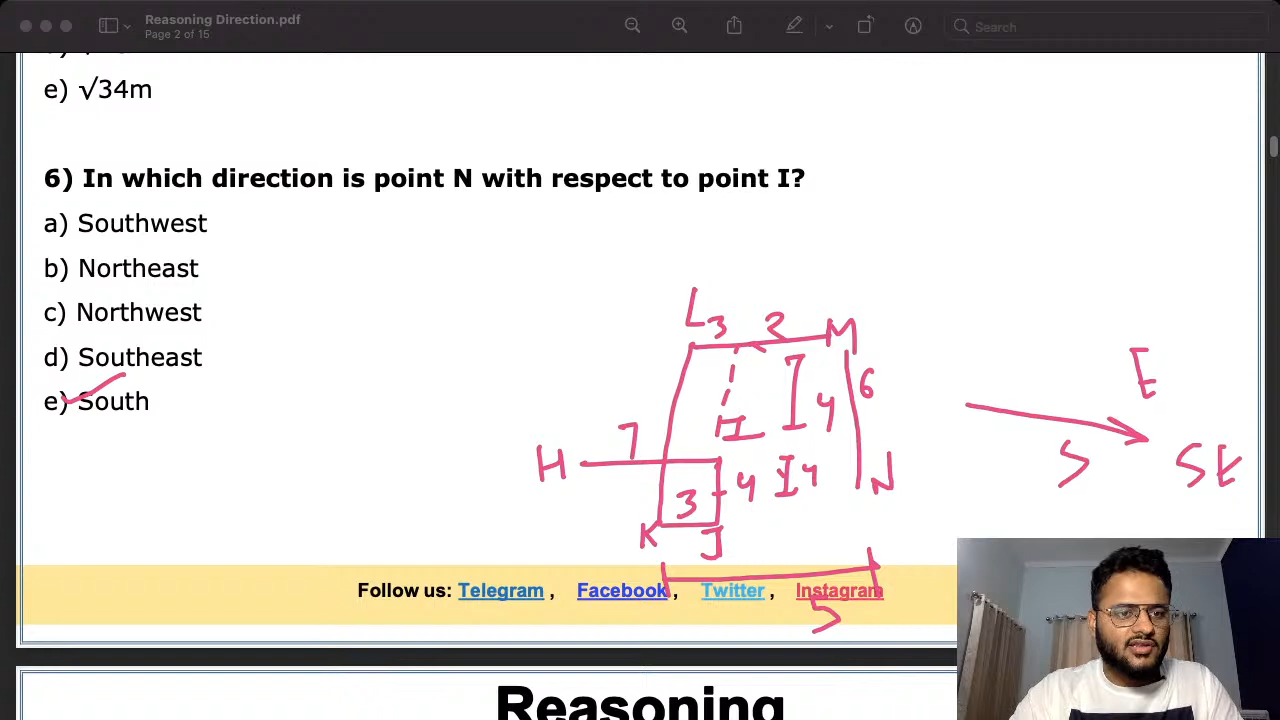 Reasoning Direction.pdf
Page 2 of 15
Search
e) √34m
6) In which direction is point N with respect to point I?
a) Southwest
b) Northeast
c) Northwest
d) Southeast
e) South
L 3 2 M
E
6
4
I
7
H
S
SE
3
4
4
N
K
J
Follow us: Telegram , Facebook , Twitter , Instagram
5
Reasoning